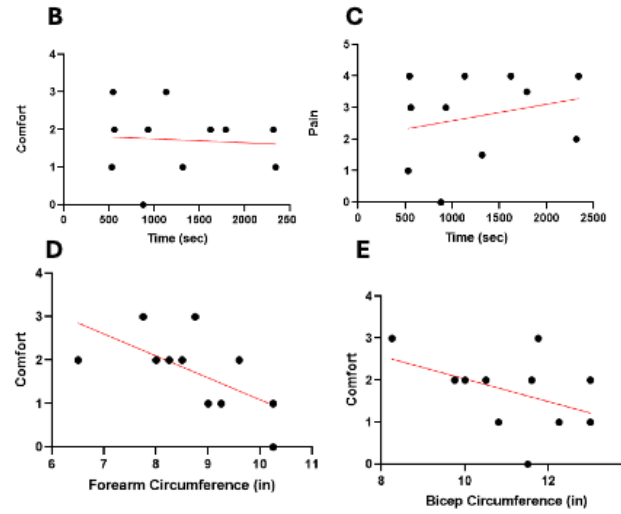 B
Comfort
4
3
2
1
0
0 500 1000 1500 2000 250
Time (sec)
C
Pain
5
4
3
2
1
0
0 500 1000 1500 2000 2500
Time (sec)
D
Comfort
4
3
2
1
0
6 7 8 9 10 11
Forearm Circumference (in)
E
Comfort
4
3
2
1
0
8 10 12
Bicep Circumference (in)